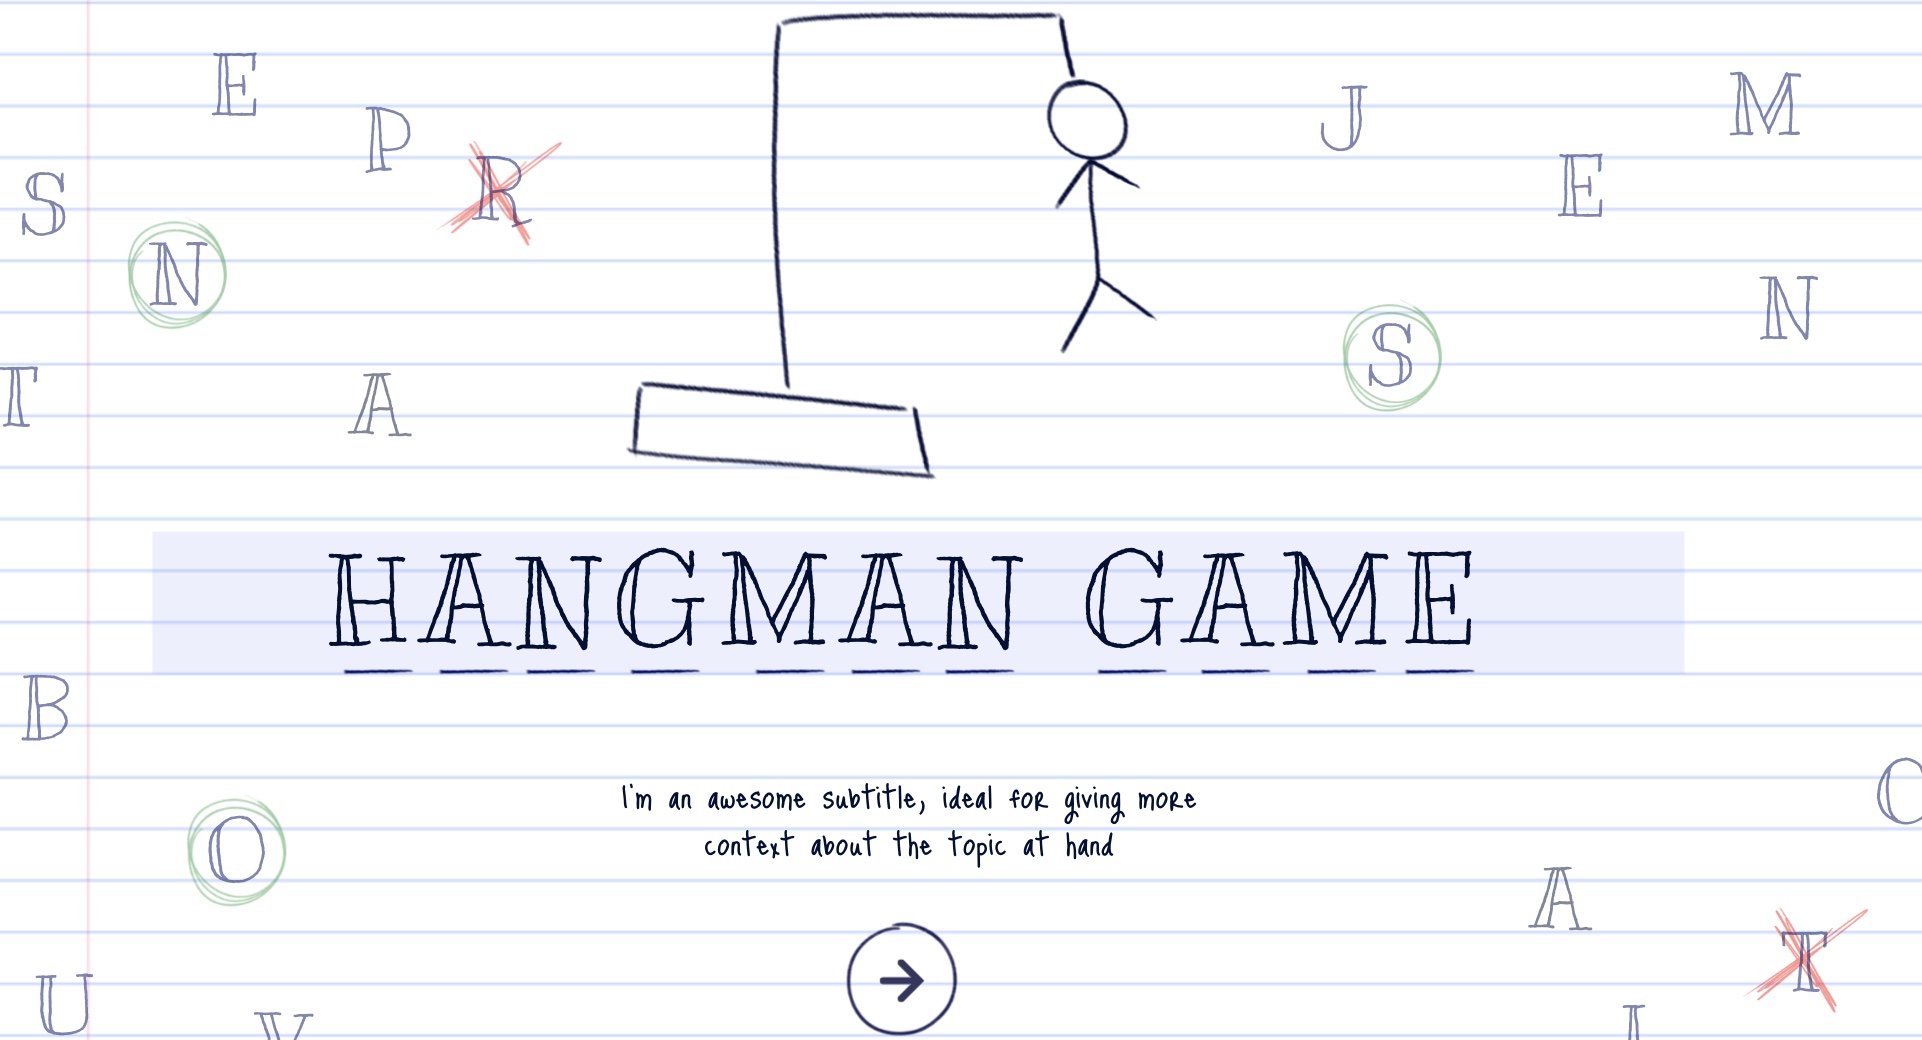 E
P
R
S
N
T
A
J
M
E
N
S
HANGMAN GAME
I'm an awesome subtitle, ideal for giving more
context about the topic at hand
B
O
U
A
T